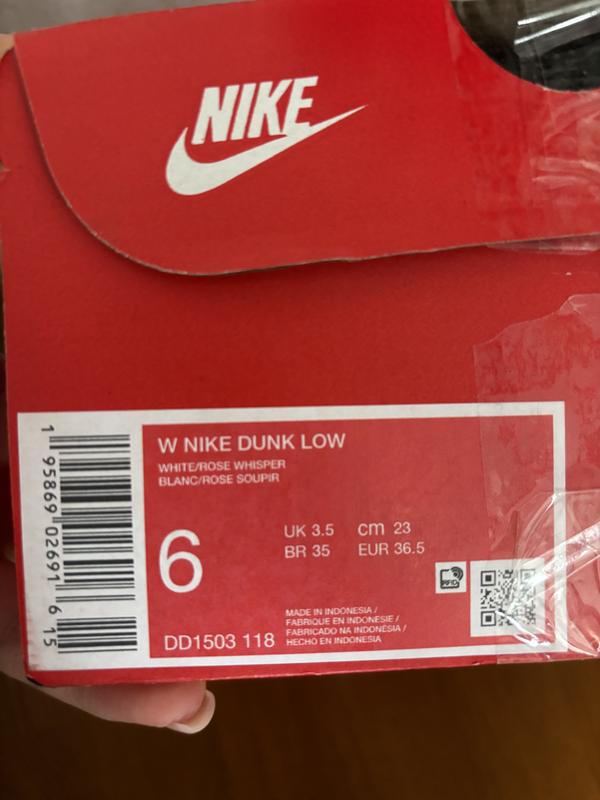 NIKE
W NIKE DUNK LOW
WHITE/ROSE WHISPER
BLANC/ROSE SOUPIR
6
UK 3.5 cm 23
BR 35 EUR 36.5
RFID
MADE IN INDONESIA /
FABRIQUE EN INDONESIE /
FABRICADO NA INDONÉSIA /
HECHO EN INDONESIA
DD1503 118
1 95869 02691 6 15